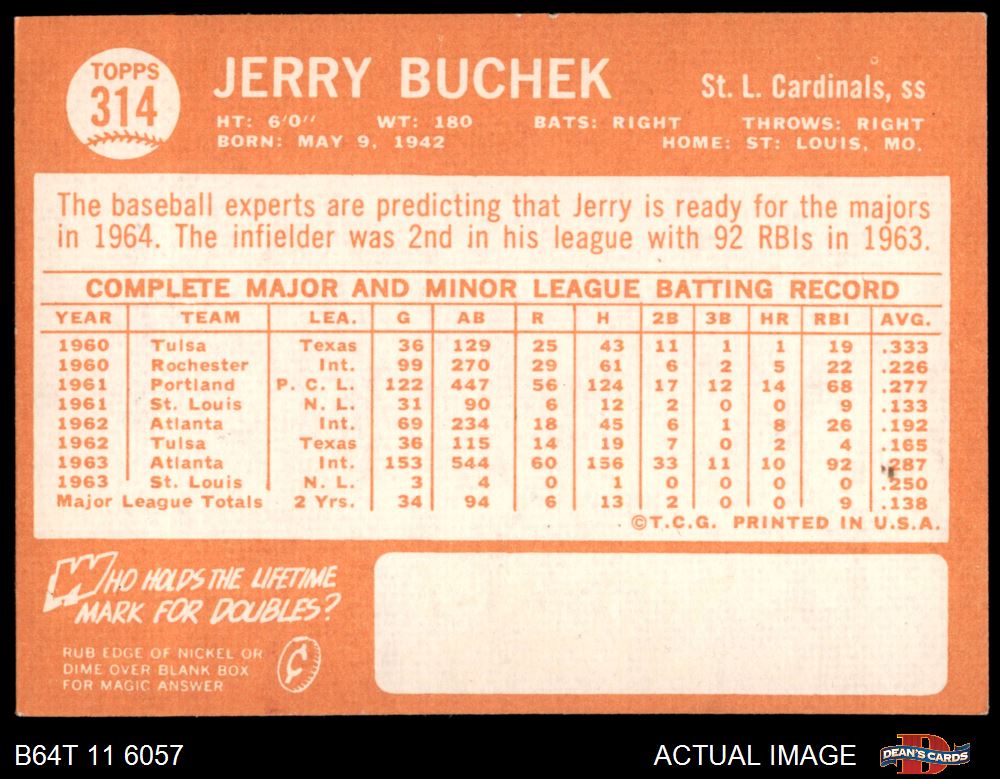 TOPPS
314
JERRY BUCHEK
St. L. Cardinals, ss
HT: 6'0" WT: 180 BATS: RIGHT THROWS: RIGHT
BORN: MAY 9, 1942 HOME: ST: LOUIS, MO.
The baseball experts are predicting that Jerry is ready for the majors
in 1964. The infielder was 2nd in his league with 92 RBIs in 1963.
COMPLETE MAJOR AND MINOR LEAGUE BATTING RECORD
YEAR TEAM LEA. G AB R H 2B 3B HR RBI AVG.
1960 Tulsa Texas 36 129 25 43 11 1 1 19 .333
1960 Rochester Int. 99 270 29 61 6 2 5 22 .226
1961 Portland P. C. L. 122 447 56 124 17 12 14 68 .277
1961 St. Louis N. L. 31 90 6 12 2 0 0 9 .133
1962 Atlanta Int. 69 234 18 45 6 1 8 26 .192
1962 Tulsa Texas 36 115 14 19 7 0 2 4 .165
1963 Atlanta Int. 153 544 60 156 33 11 10 92 .287
1963 St. Louis N. L. 3 4 0 1 0 0 0 0 .250
Major League Totals 2 Yrs. 34 94 6 13 2 0 0 9 .138
©T.C.G. PRINTED IN U.S.A.
WHO HOLDS THE LIFETIME
MARK FOR DOUBLES?
RUB EDGE OF NICKEL OR
DIME OVER BLANK BOX
FOR MAGIC ANSWER
¢
B64T 11 6057 ACTUAL IMAGE
D
DEAN'S CARDS